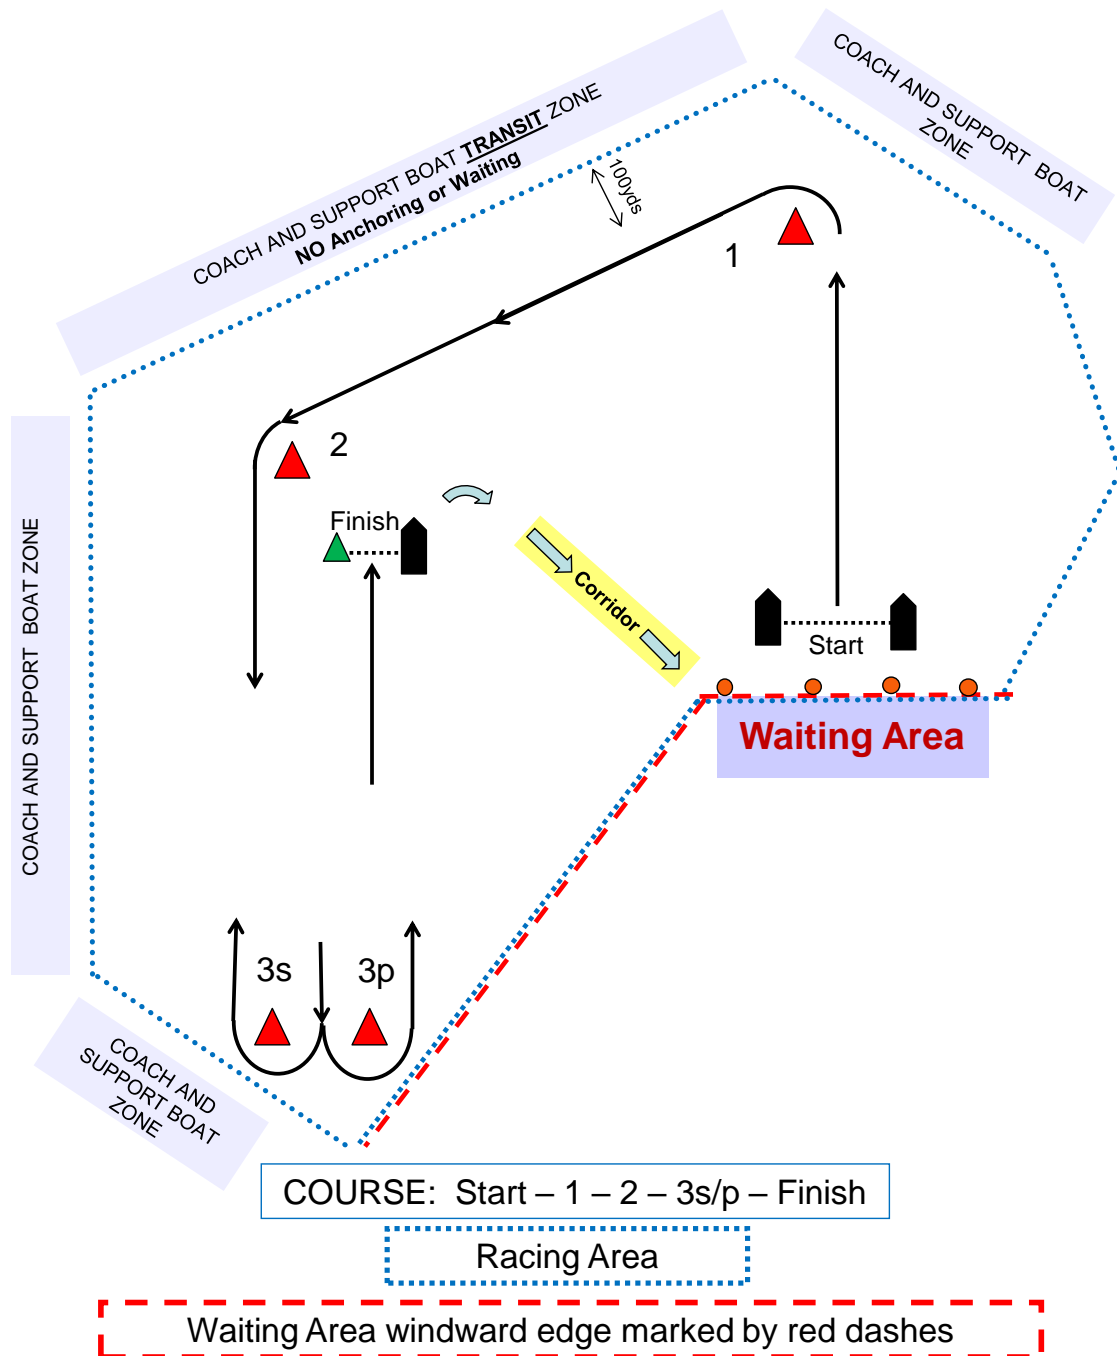 COACH AND SUPPORT BOAT
ZONE
COACH AND SUPPORT BOAT TRANSIT ZONE
NO Anchoring or Waiting
100yds
1
2
Finish
Corridor
Start
COACH AND SUPPORT BOAT ZONE
Waiting Area
3s
3p
COACH AND
SUPPORT BOAT
ZONE
COURSE: Start – 1 – 2 – 3s/p – Finish
Racing Area
Waiting Area windward edge marked by red dashes